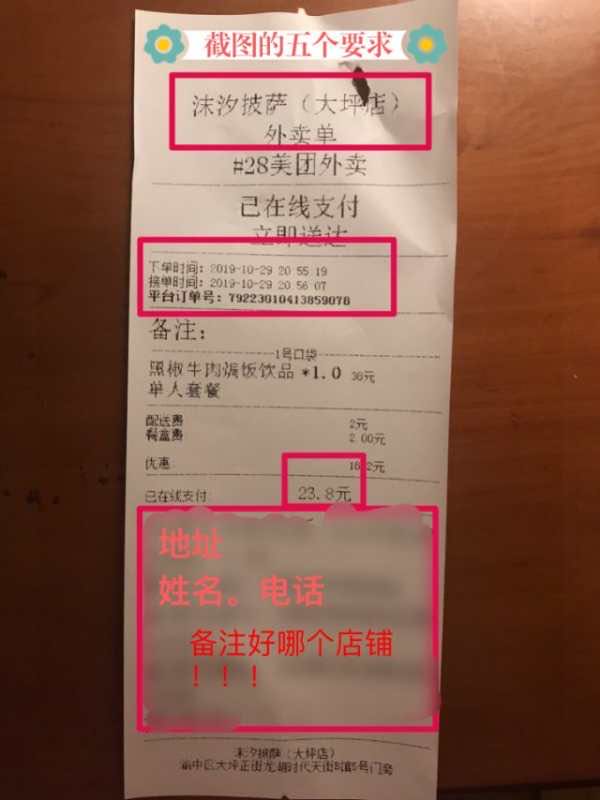 截图的五个要求
沫汐披萨（大坪店）
外卖单
#28美团外卖
已在线支付
立即送达
下单时间：2019-10-29 20:55:19
接单时间：2019-10-29 20:56:07
平台订单号：79223010413859078
备注：
1号口袋
黑椒牛肉焗饭饮品 *1.0 36元
单人套餐
配送费 2元
餐盒费 2.00元
优惠： 16.2元
已在线支付： 23.8元
地址
姓名。电话
备注好哪个店铺
！！！
沫汐披萨（大坪店）
渝中区大坪正街龙湖时代天街